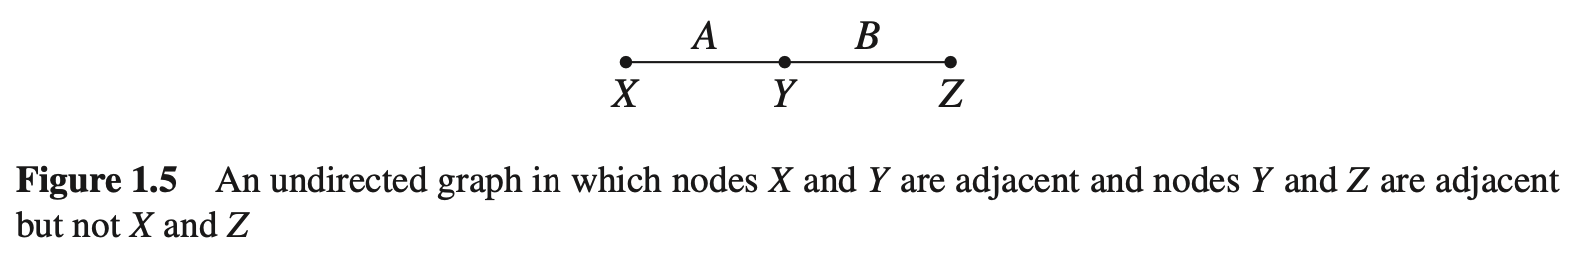 A B
X Y Z
Figure 1.5 An undirected graph in which nodes X and Y are adjacent and nodes Y and Z are adjacent
but not X and Z